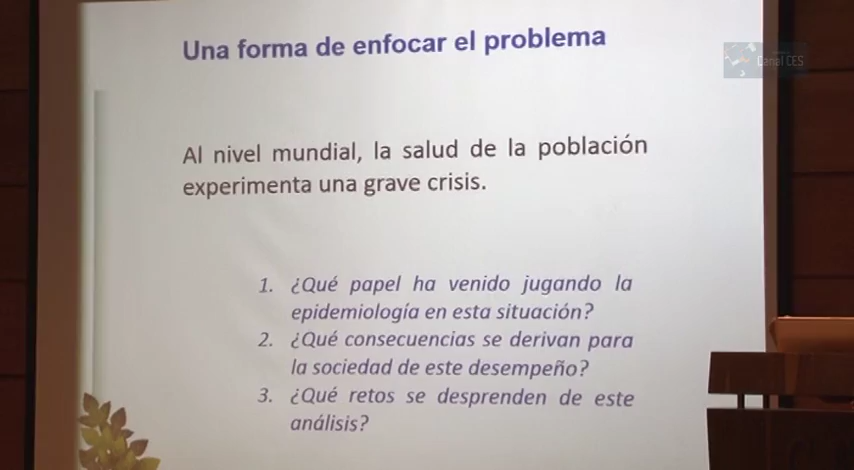 Una forma de enfocar el problema
Canal CES
Al nivel mundial, la salud de la población
experimenta una grave crisis.
1. ¿Qué papel ha venido jugando la
epidemiología en esta situación?
2. ¿Qué consecuencias se derivan para
la sociedad de este desempeño?
3. ¿Qué retos se desprenden de este
análisis?